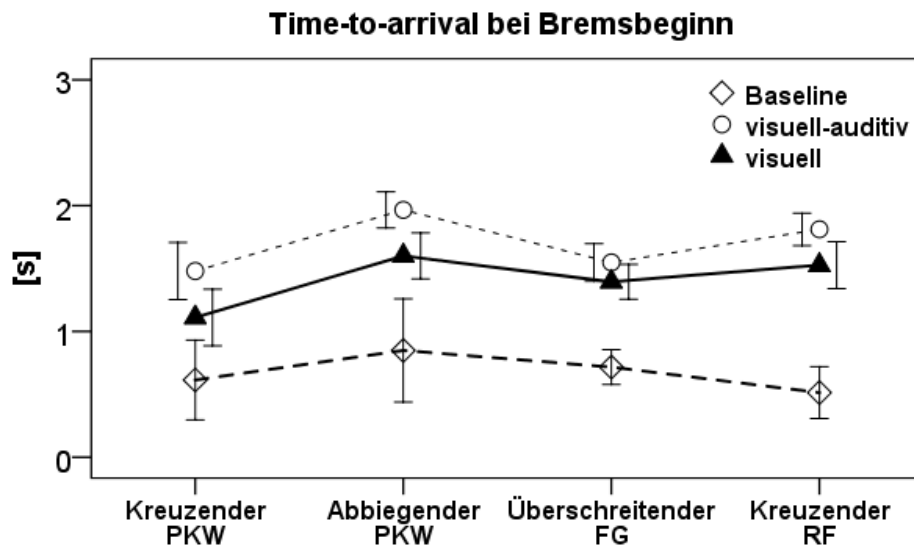 Time-to-arrival bei Bremsbeginn
3
2
1
0
[s]
Baseline
visuell-auditiv
visuell
Kreuzender PKW
Abbiegender PKW
Überschreitender FG
Kreuzender RF